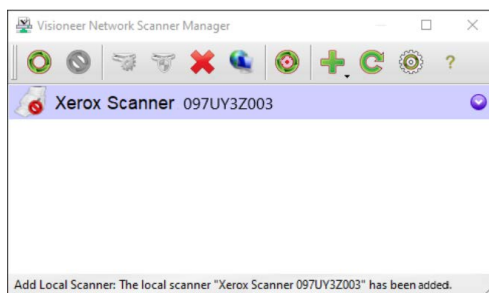 Visioneer Network Scanner Manager
?
Xerox Scanner 097UY3Z003
Add Local Scanner: The local scanner "Xerox Scanner 097UY3Z003" has been added.